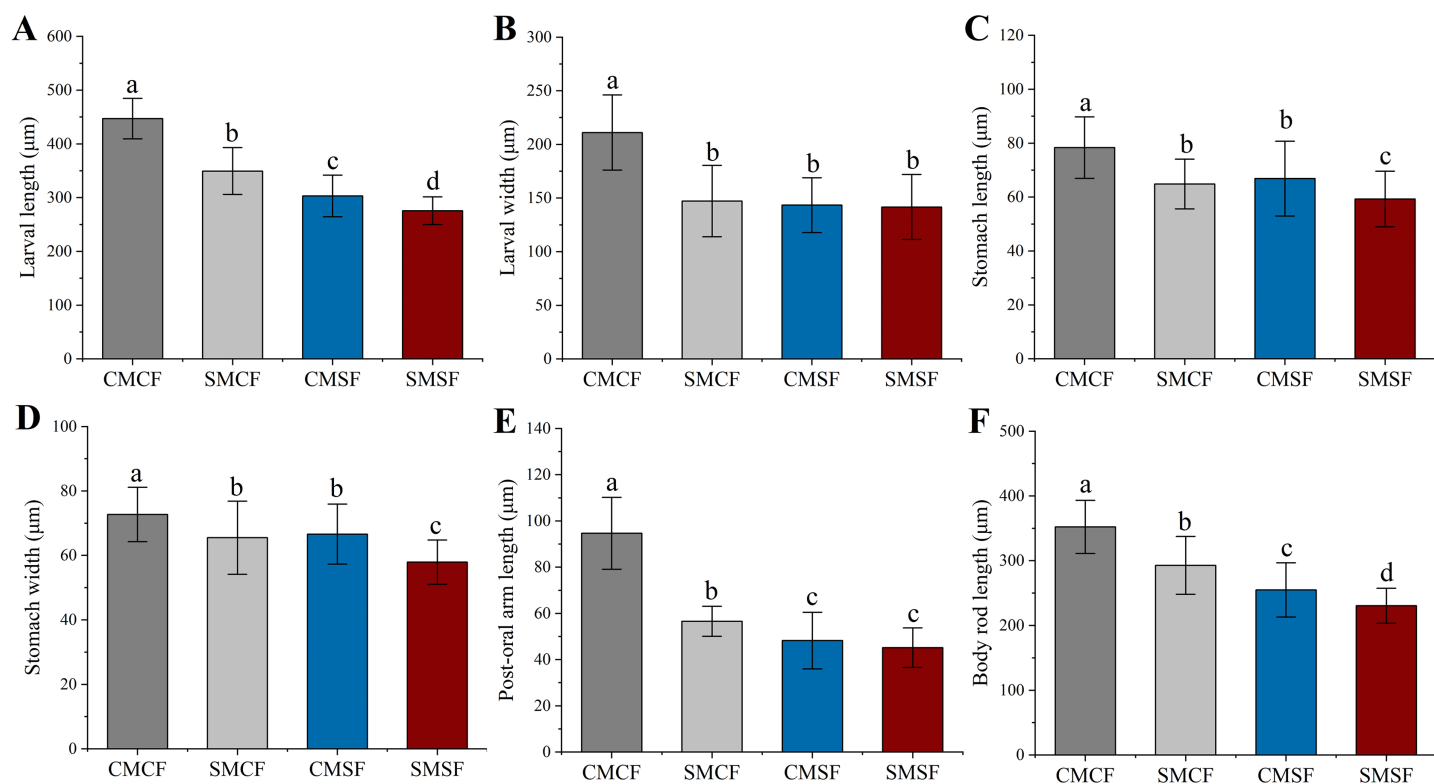 A
Larval length (μm)
600
500
400
300
200
100
0
a
b
c
d
CMCF SMCF CMSF SMSF
B
Larval width (μm)
300
250
200
150
100
50
0
a
b
b
b
CMCF SMCF CMSF SMSF
C
Stomach length (μm)
120
100
80
60
40
20
0
a
b
b
c
CMCF SMCF CMSF SMSF
D
Stomach width (μm)
100
80
60
40
20
0
a
b
b
c
CMCF SMCF CMSF SMSF
E
Post-oral arm length (μm)
140
120
100
80
60
40
20
0
a
b
c
c
CMCF SMCF CMSF SMSF
F
Body rod length (μm)
500
400
300
200
100
0
a
b
c
d
CMCF SMCF CMSF SMSF